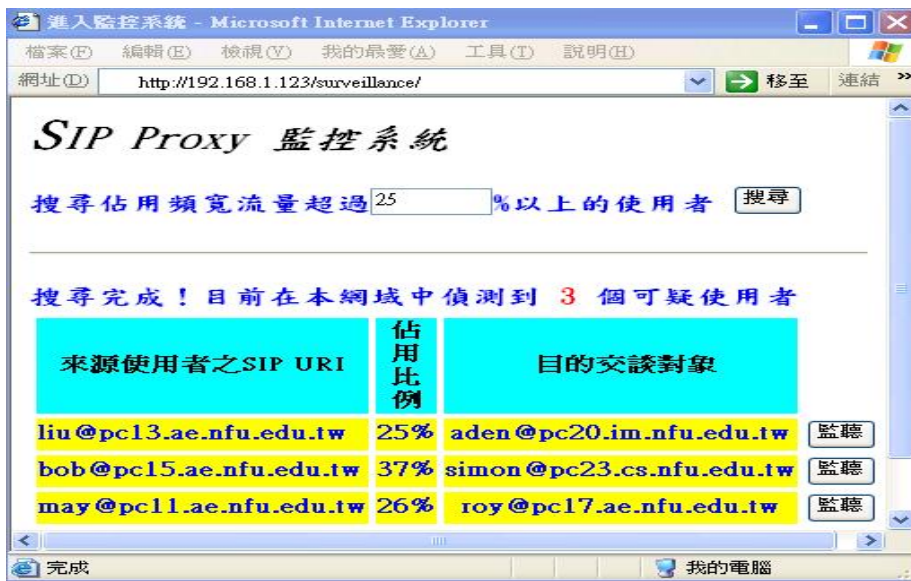 進入監控系統 - Microsoft Internet Explorer
檔案(F) 編輯(E) 檢視(V) 我的最愛(A) 工具(T) 說明(H)
網址(D) http://192.168.1.123/surveillance/ 移至 連結 »
SIP Proxy 監控系統
搜尋佔用頻寬流量超過 25 %以上的使用者 搜尋
搜尋完成！目前在本網域中偵測到 3 個可疑使用者
來源使用者之SIP URI 佔用比例 目的交談對象
liu@pc13.ae.nfu.edu.tw 25% aden@pc20.im.nfu.edu.tw 監聽
bob@pc15.ae.nfu.edu.tw 37% simon@pc23.cs.nfu.edu.tw 監聽
may@pc11.ae.nfu.edu.tw 26% roy@pc17.ae.nfu.edu.tw 監聽
完成 我的電腦